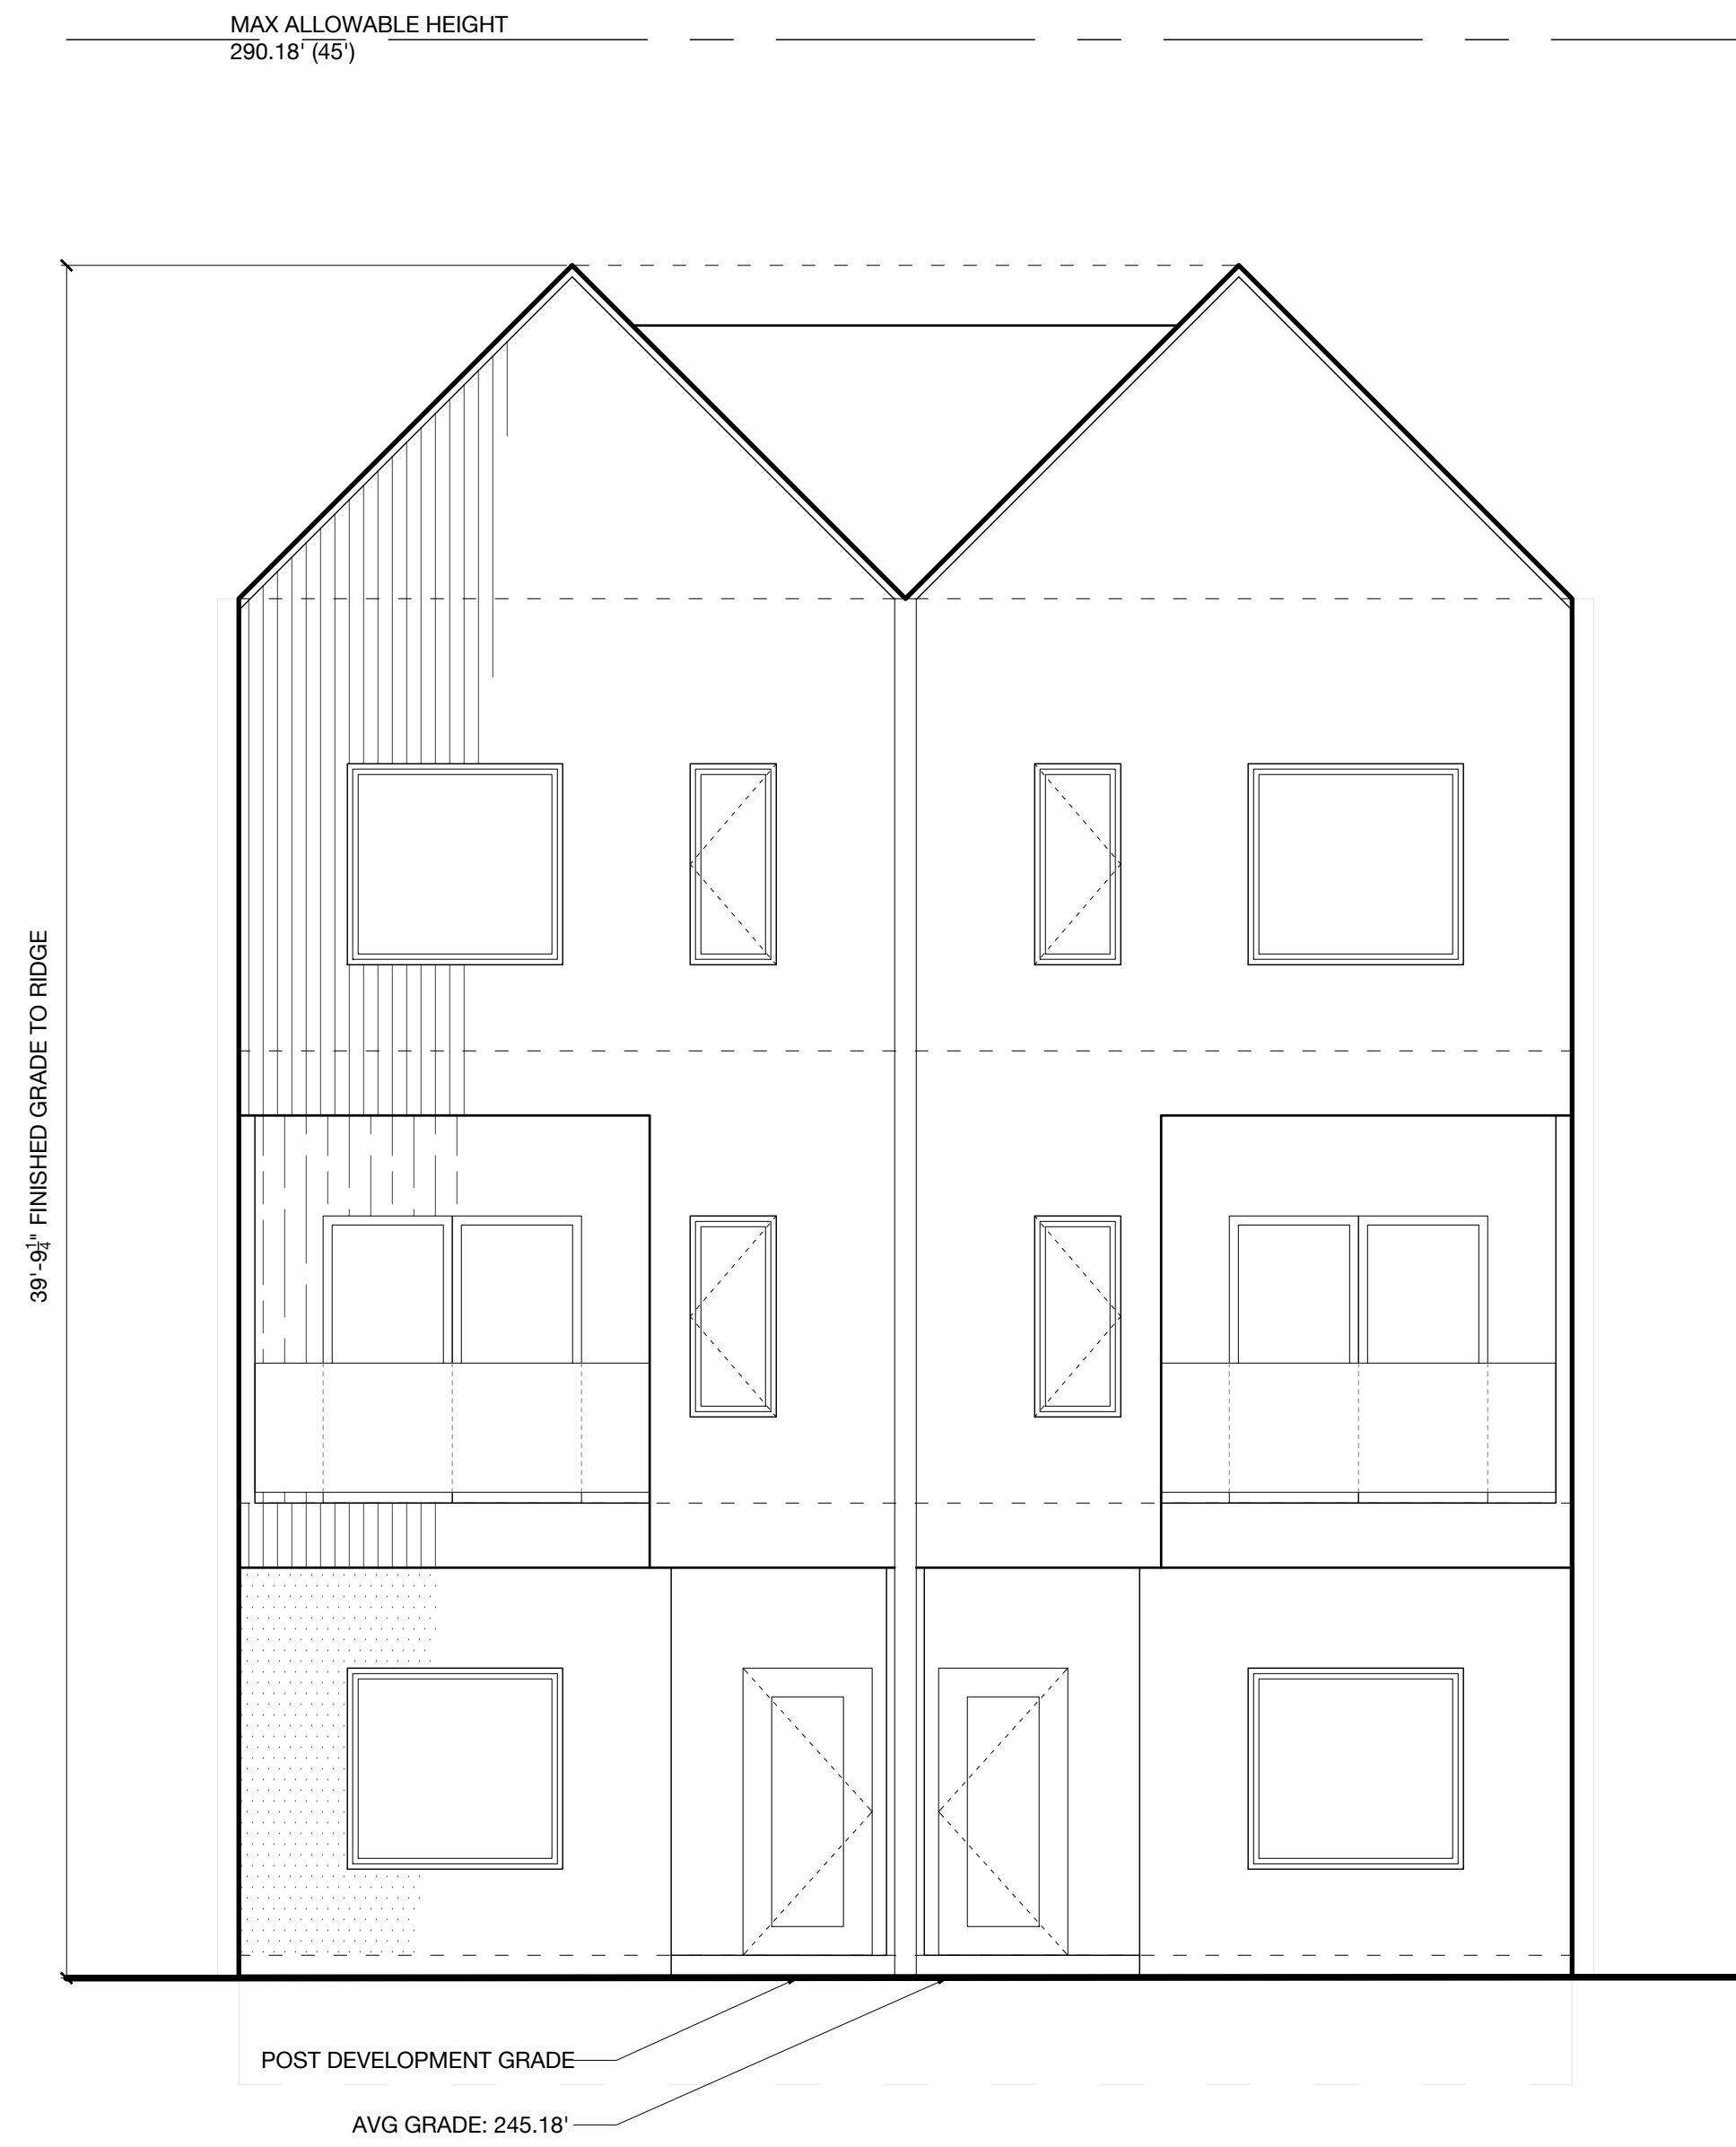 MAX ALLOWABLE HEIGHT
290.18' (45')
39'-9¼" FINISHED GRADE TO RIDGE
POST DEVELOPMENT GRADE
AVG GRADE: 245.18'